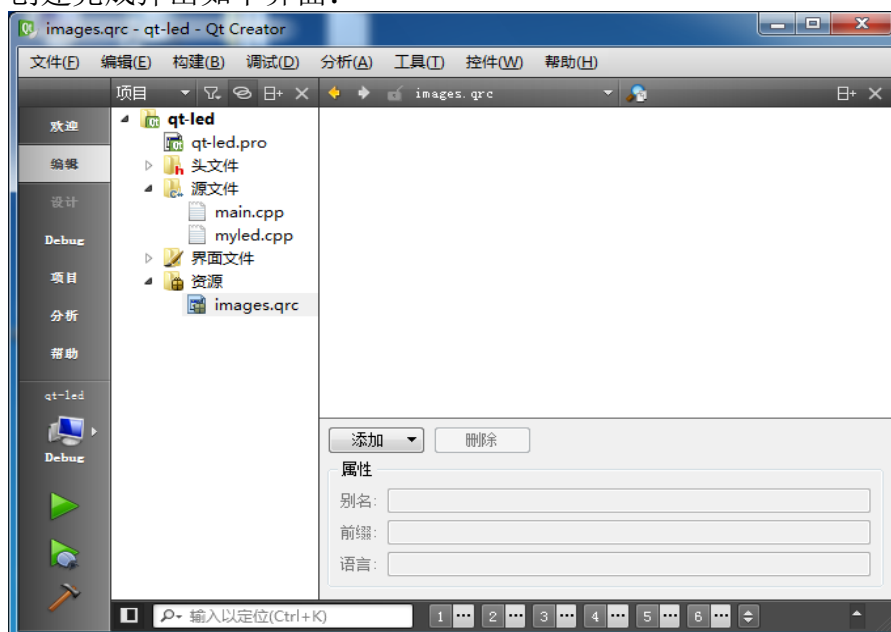 创建完成弹出如下界面：
images.qrc - qt-led - Qt Creator
文件(F) 编辑(E) 构建(B) 调试(D) 分析(A) 工具(T) 控件(W) 帮助(H)
项目 images.qrc
欢迎
编辑
设计
Debug
项目
分析
帮助
qt-led
Debug
qt-led
qt-led.pro
头文件
源文件
main.cpp
myled.cpp
界面文件
资源
images.qrc
添加 删除
属性
别名:
前缀:
语言:
输入以定位(Ctrl+K) 1 2 3 4 5 6